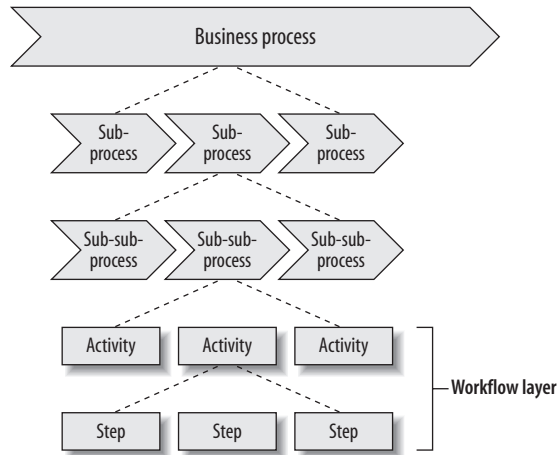 Business process
Sub-
process
Sub-
process
Sub-
process
Sub-sub-
process
Sub-sub-
process
Sub-sub-
process
Activity
Activity
Activity
Workflow layer
Step
Step
Step